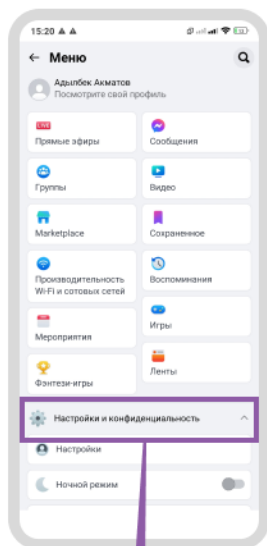 15:20
← Меню
Адылбек Акматов
Посмотрите свой профиль
LIVE
Прямые эфиры
Сообщения
Группы
Видео
Marketplace
Сохраненное
Производительность
Wi-Fi и сотовых сетей
Воспоминания
Мероприятия
Игры
Фэнтези-игры
Ленты
Настройки и конфиденциальность
Настройки
Ночной режим